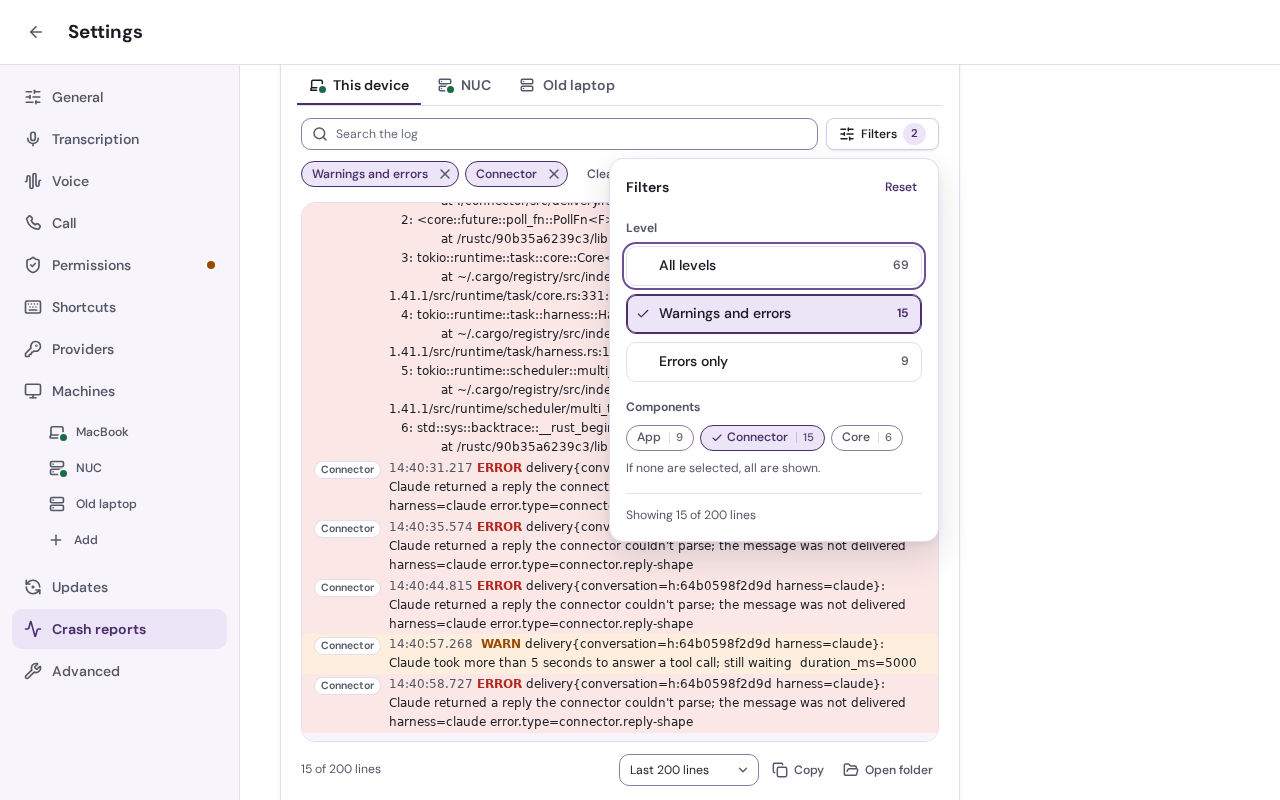 Settings
General
Transcription
Voice
Call
Permissions
Shortcuts
Providers
Machines
MacBook
NUC
Old laptop
Add
Updates
Crash reports
Advanced
This device
NUC
Old laptop
Search the log
Filters 2
Warnings and errors
Connector
2: <core::future::poll_fn::PollFn<F>
at /rustc/90b35a6239c3/lib
3: tokio::runtime::task::core::Core<
at ~/.cargo/registry/src/inde
1.41.1/src/runtime/task/core.rs:331:
4: tokio::runtime::task::harness::Ha
at ~/.cargo/registry/src/inde
1.41.1/src/runtime/task/harness.rs:1
5: tokio::runtime::scheduler::multi_
at ~/.cargo/registry/src/inde
1.41.1/src/runtime/scheduler/multi_t
6: std::sys::backtrace::__rust_begin
at /rustc/90b35a6239c3/lib
Connector 14:40:31.217 ERROR delivery{conv
Claude returned a reply the connector
harness=claude error.type=connector
Connector 14:40:35.574 ERROR delivery{conv
Claude returned a reply the connector couldn't parse; the message was not delivered
harness=claude error.type=connector.reply-shape
Connector 14:40:44.815 ERROR delivery{conversation=h:64b0598f2d9d harness=claude}:
Claude returned a reply the connector couldn't parse; the message was not delivered
harness=claude error.type=connector.reply-shape
Connector 14:40:57.268 WARN delivery{conversation=h:64b0598f2d9d harness=claude}:
Claude took more than 5 seconds to answer a tool call; still waiting duration_ms=5000
Connector 14:40:58.727 ERROR delivery{conversation=h:64b0598f2d9d harness=claude}:
Claude returned a reply the connector couldn't parse; the message was not delivered
harness=claude error.type=connector.reply-shape
Filters
Reset
Level
All levels 69
Warnings and errors 15
Errors only 9
Components
App 9
Connector 15
Core 6
If none are selected, all are shown.
Showing 15 of 200 lines
15 of 200 lines
Last 200 lines
Copy
Open folder